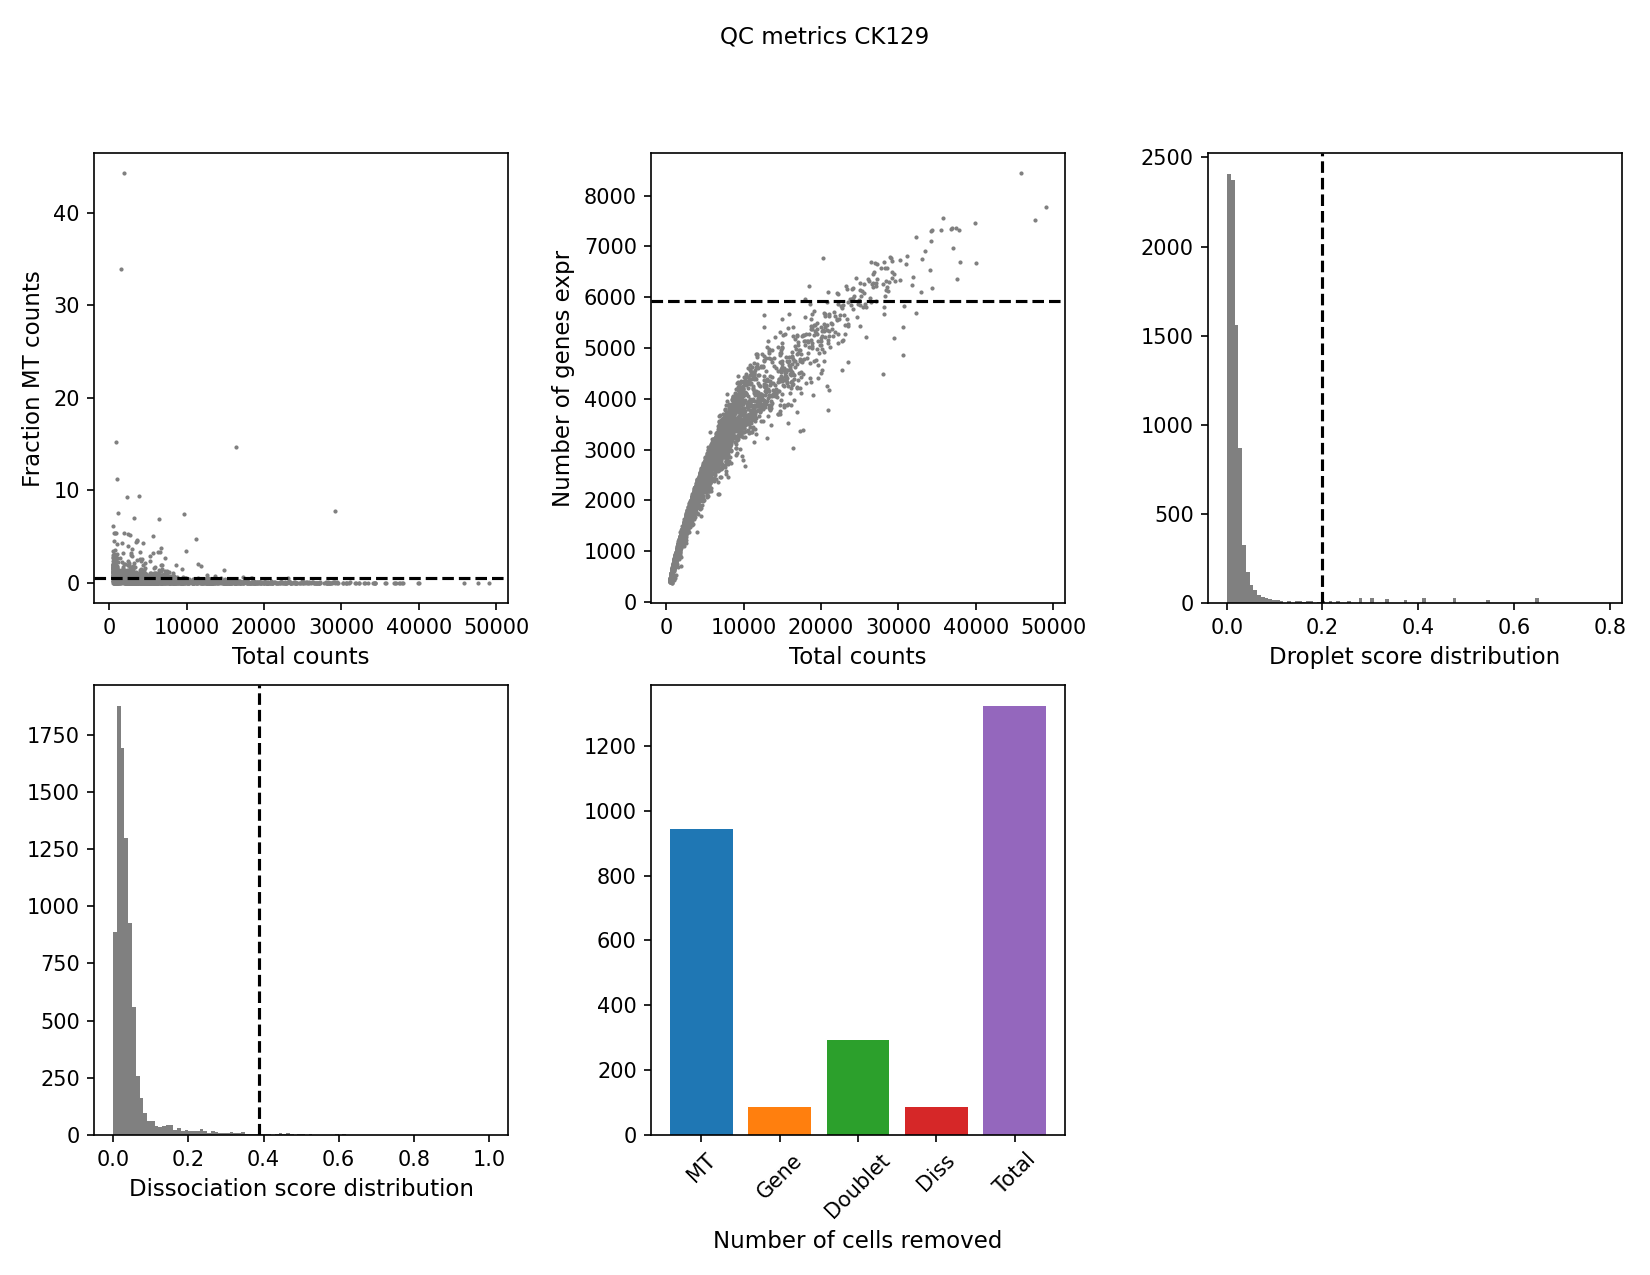 QC metrics CK129
Fraction MT counts
40
30
20
10
0
0 10000 20000 30000 40000 50000
Total counts
Number of genes expr
8000
7000
6000
5000
4000
3000
2000
1000
0
0 10000 20000 30000 40000 50000
Total counts
2500
2000
1500
1000
500
0
0.0 0.2 0.4 0.6 0.8
Droplet score distribution
1750
1500
1250
1000
750
500
250
0
0.0 0.2 0.4 0.6 0.8 1.0
Dissociation score distribution
1200
1000
800
600
400
200
0
MT Gene Doublet Diss Total
Number of cells removed